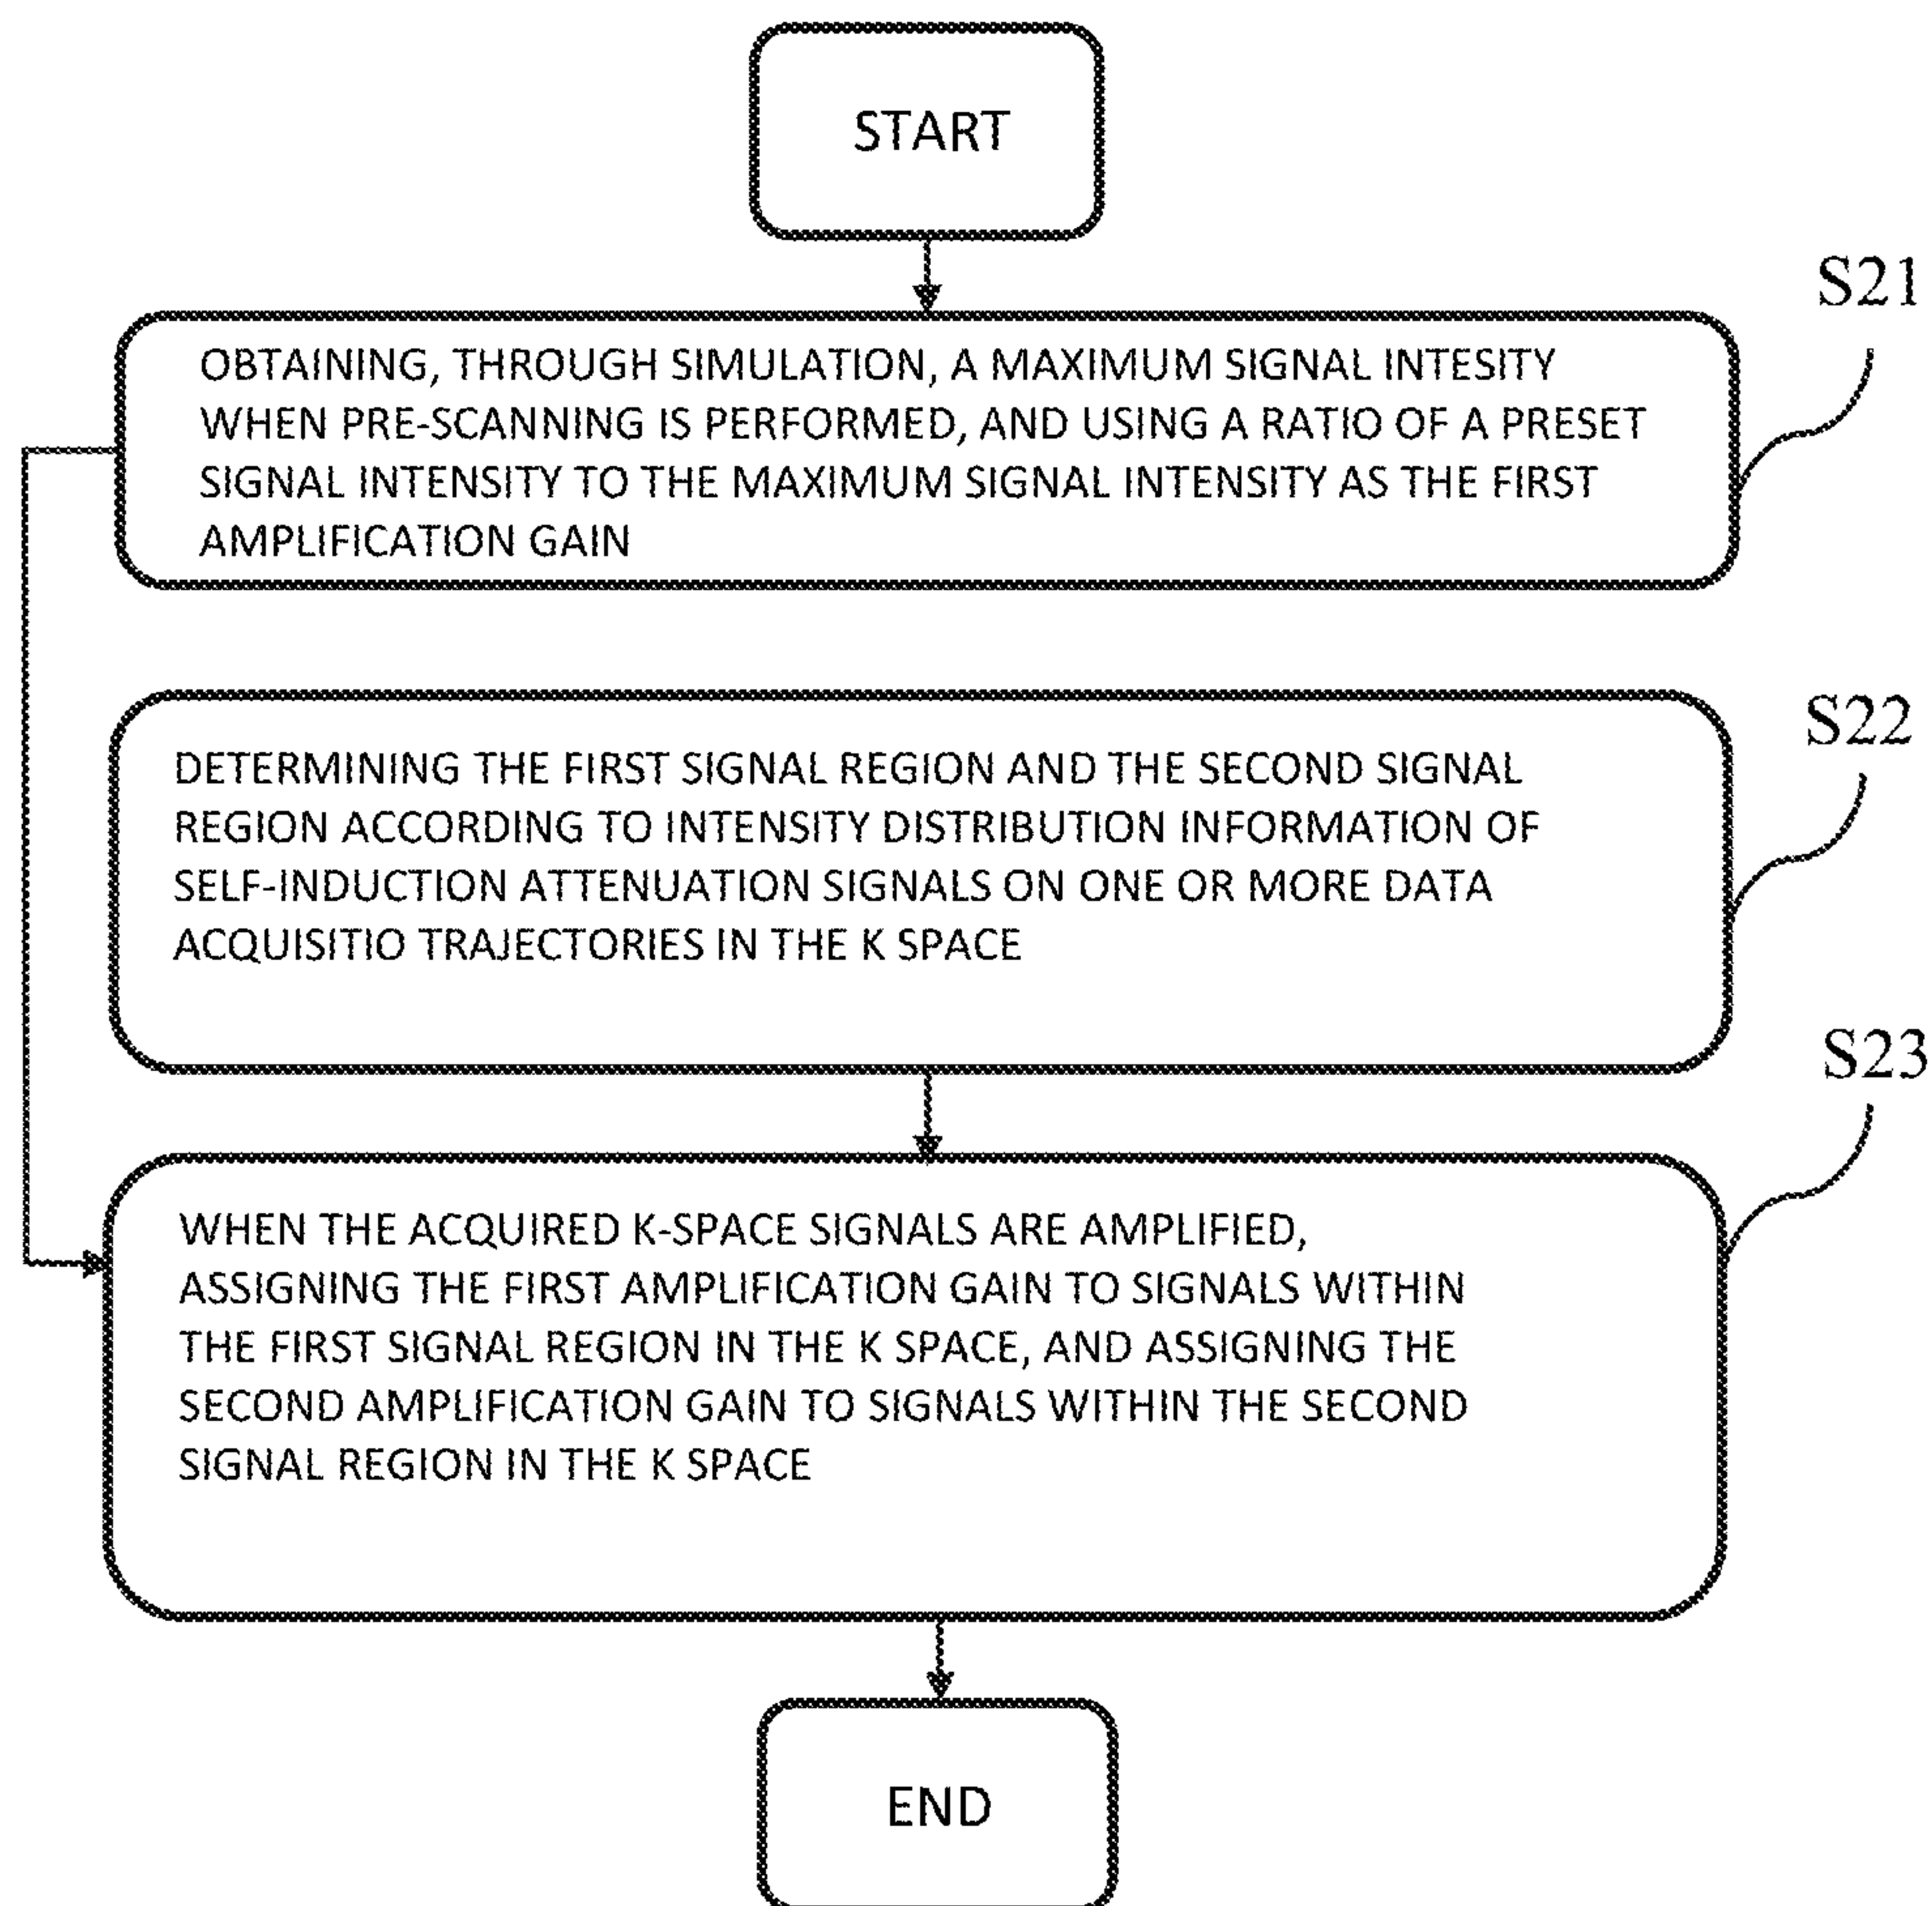 START
S21
OBTAINING, THROUGH SIMULATION, A MAXIMUM SIGNAL INTESITY
WHEN PRE-SCANNING IS PERFORMED, AND USING A RATIO OF A PRESET
SIGNAL INTENSITY TO THE MAXIMUM SIGNAL INTENSITY AS THE FIRST
AMPLIFICATION GAIN
S22
DETERMINING THE FIRST SIGNAL REGION AND THE SECOND SIGNAL
REGION ACCORDING TO INTENSITY DISTRIBUTION INFORMATION OF
SELF-INDUCTION ATTENUATION SIGNALS ON ONE OR MORE DATA
ACQUISITIO TRAJECTORIES IN THE K SPACE
S23
WHEN THE ACQUIRED K-SPACE SIGNALS ARE AMPLIFIED,
ASSIGNING THE FIRST AMPLIFICATION GAIN TO SIGNALS WITHIN
THE FIRST SIGNAL REGION IN THE K SPACE, AND ASSIGNING THE
SECOND AMPLIFICATION GAIN TO SIGNALS WITHIN THE SECOND
SIGNAL REGION IN THE K SPACE
END